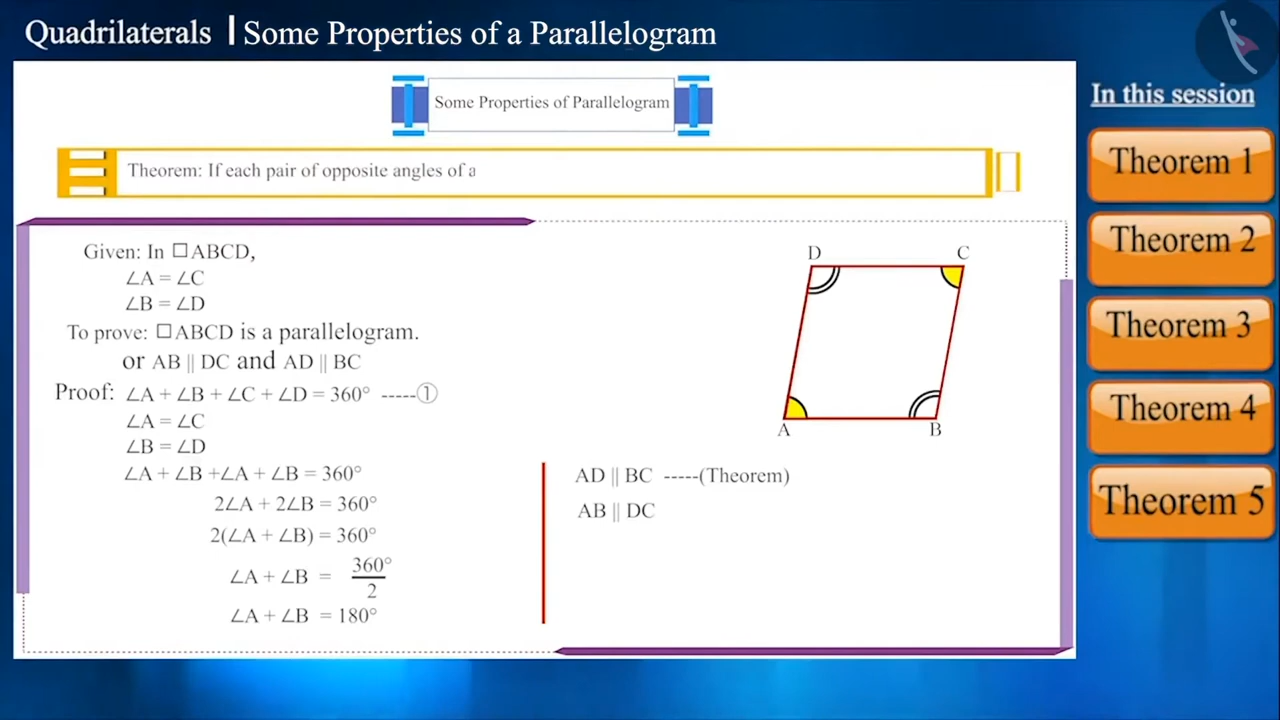 Quadrilaterals | Some Properties of a Parallelogram
Some Properties of Parallelogram
In this session
Theorem: If each pair of opposite angles of a
Theorem 1
Theorem 2
Theorem 3
Theorem 4
Theorem 5
Given: In □ABCD,
∠A = ∠C
∠B = ∠D
To prove: □ABCD is a parallelogram.
or AB || DC and AD || BC
Proof: ∠A + ∠B + ∠C + ∠D = 360° -----①
∠A = ∠C
∠B = ∠D
∠A + ∠B +∠A + ∠B = 360°
2∠A + 2∠B = 360°
2(∠A + ∠B) = 360°
∠A + ∠B = 360°/2
∠A + ∠B = 180°
D C
A B
AD || BC -----(Theorem)
AB || DC